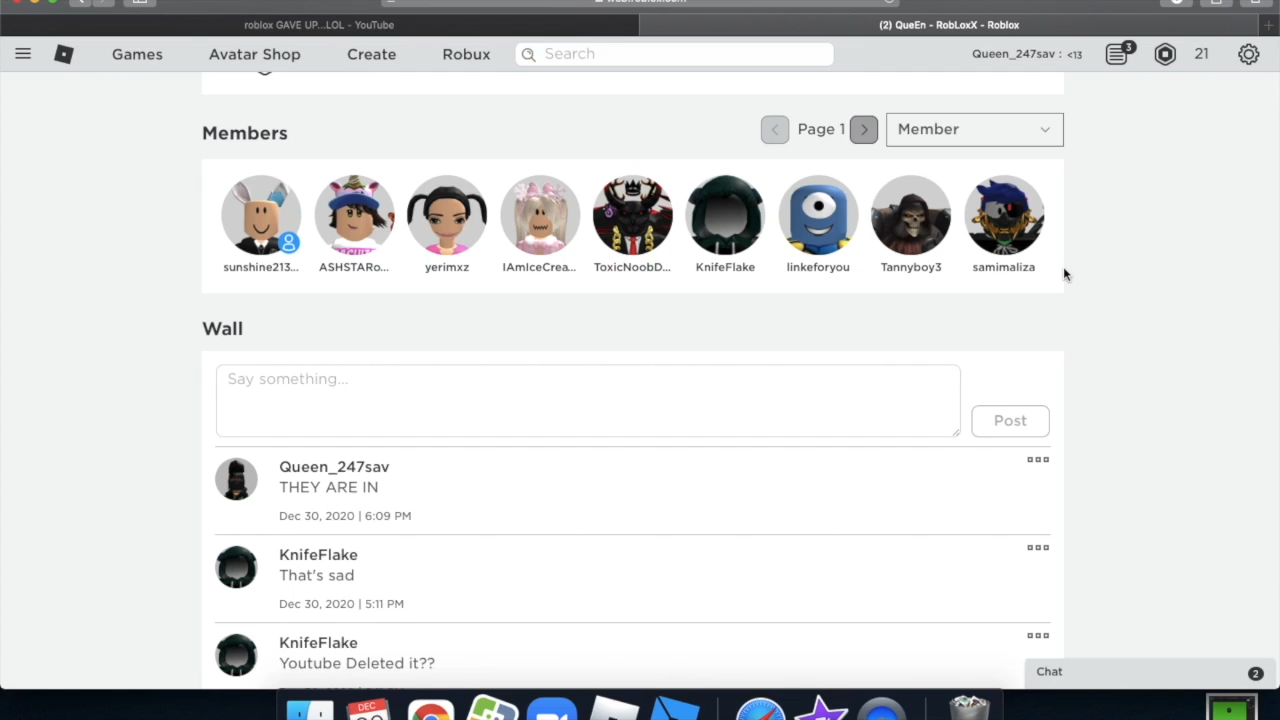 roblox GAVE UP...LOL - YouTube
(2) QueEn - RobLoxX - Roblox
Games Avatar Shop Create Robux Search Queen_247sav : <13 3 21
Members
Page 1 Member
sunshine213... ASHSTARo... yerimxz IAmIceCrea... ToxicNoobD... KnifeFlake linkeforyou Tannyboy3 samimaliza
Wall
Say something...
Post
Queen_247sav
THEY ARE IN
Dec 30, 2020 | 6:09 PM
KnifeFlake
That's sad
Dec 30, 2020 | 5:11 PM
KnifeFlake
Youtube Deleted it??
Chat 2
DEC